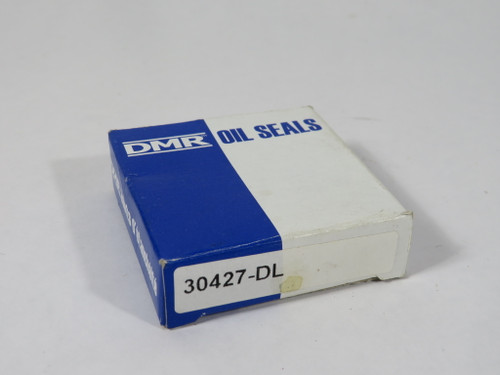 DMR
OIL SEALS
30427-DL